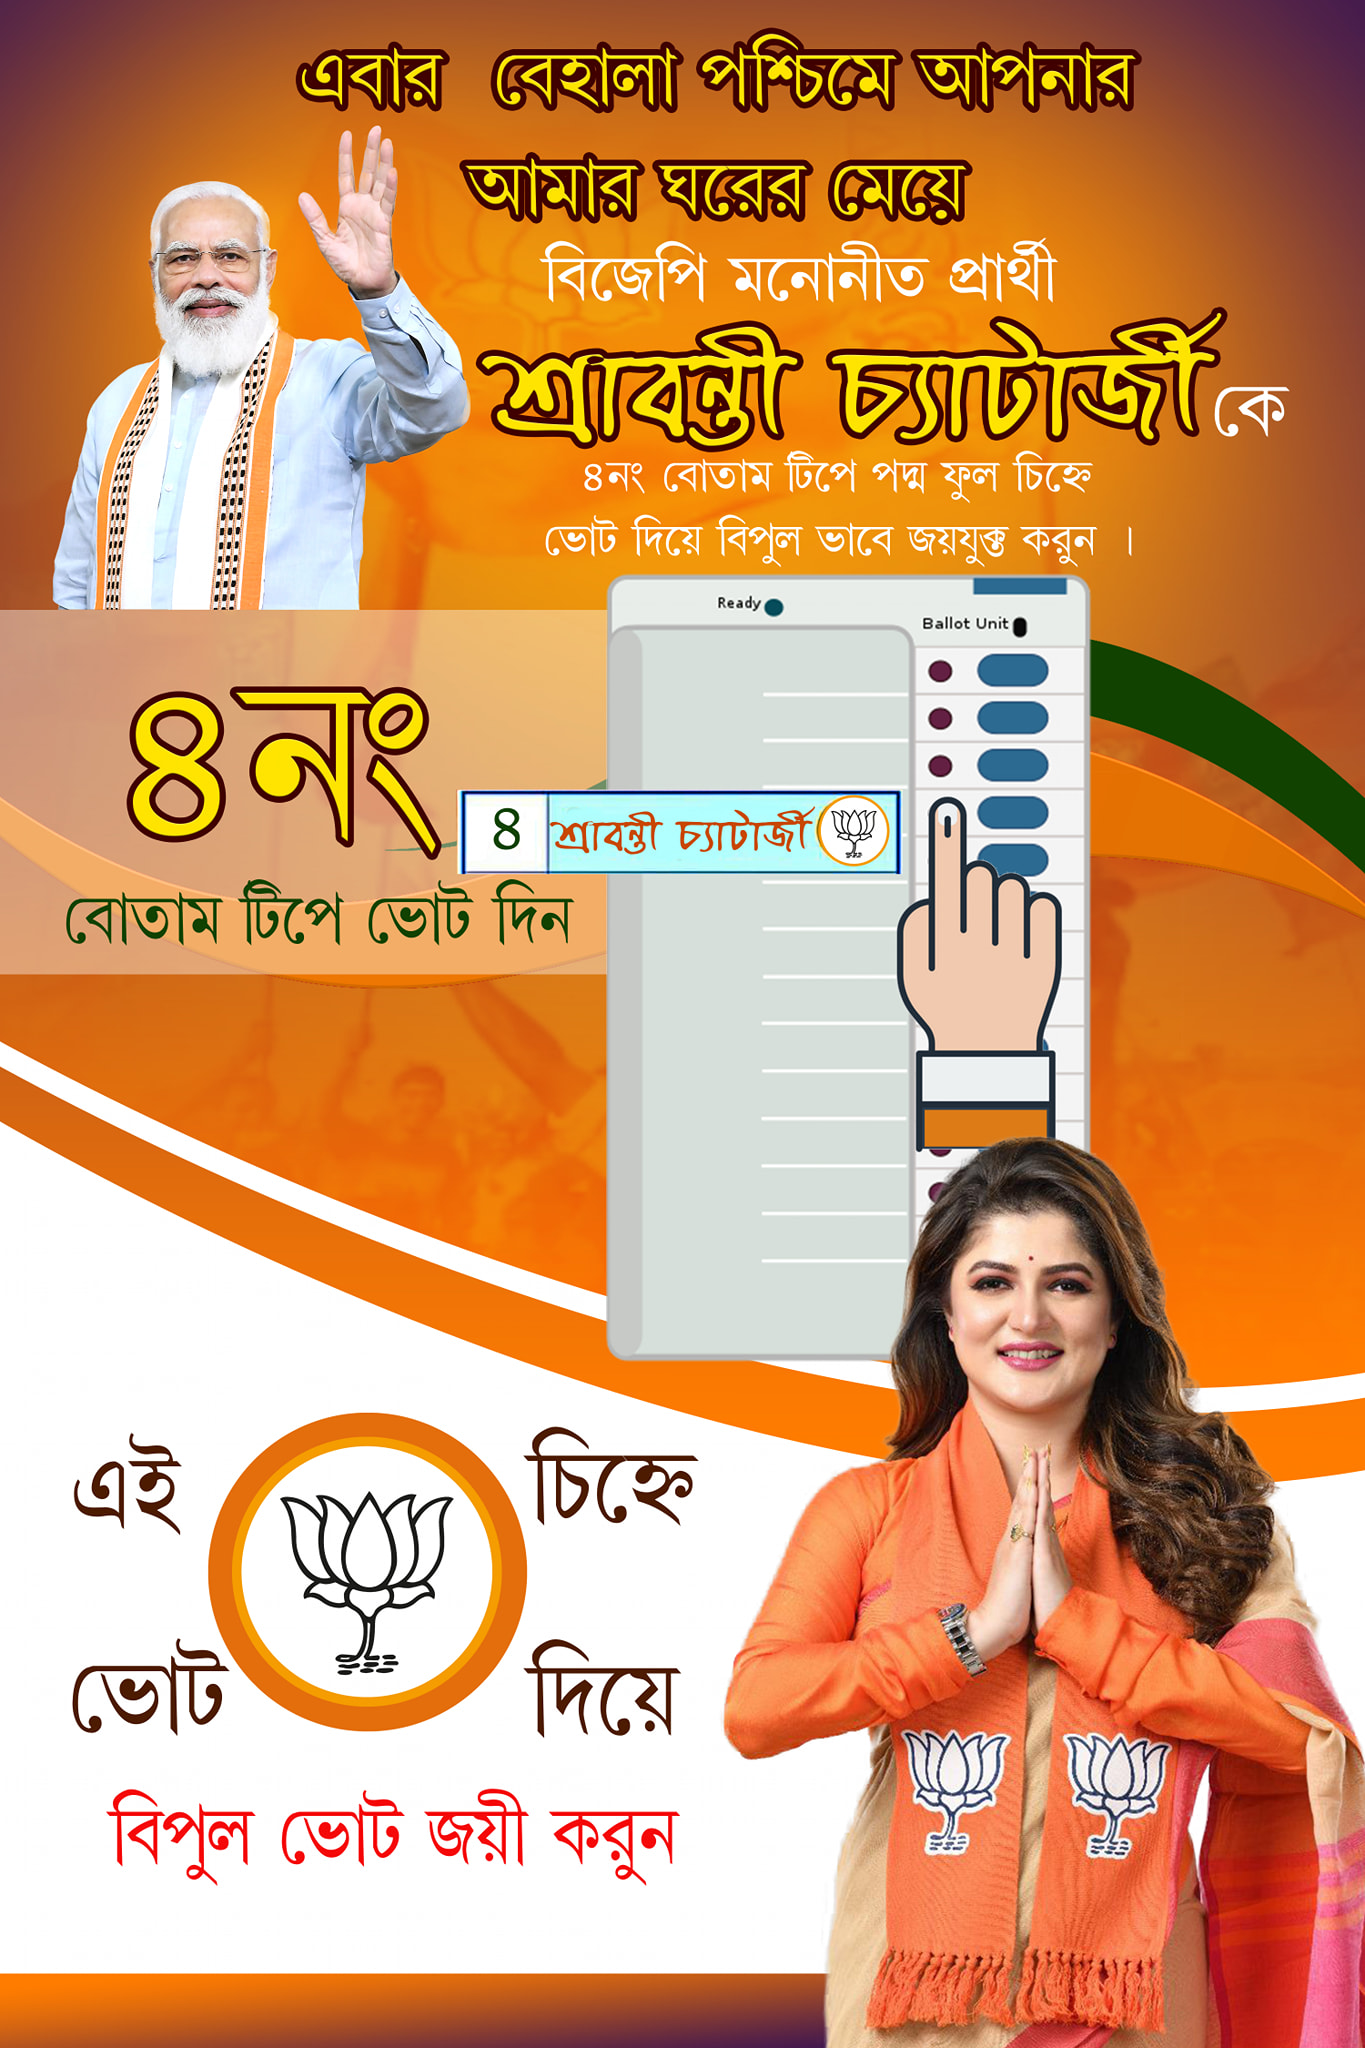 এবার বেহালা পশ্চিমে আপনার
আমার ঘরের মেয়ে
বিজেপি মনোনীত প্রার্থী
শ্রাবন্তী চ্যাটার্জী কে
৪নং বোতাম টিপে পদ্ম ফুল চিহ্নে
ভোট দিয়ে বিপুল ভাবে জয়যুক্ত করুন ।
Ready
Ballot Unit
৪নং
৪ শ্রাবন্তী চ্যাটার্জী
বোতাম টিপে ভোট দিন
এই চিহ্নে
ভোট দিয়ে
বিপুল ভোট জয়ী করুন